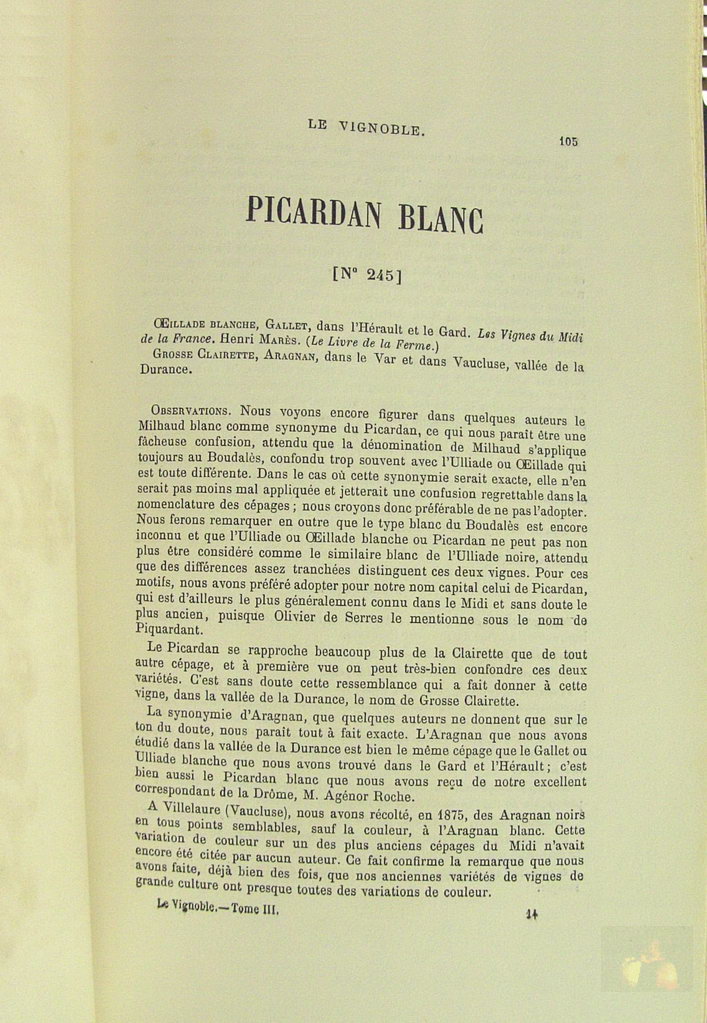 LE VIGNOBLE.
105
PICARDAN BLANC
[No 245]
ŒILLADE BLANCHE, GALLET, dans l'Hérault et le Gard. Les Vignes du Midi
de la France. Henri MARÈS. (Le Livre de la Ferme.)
GROSSE CLAIRETTE, ARAGNAN, dans le Var et dans Vaucluse, vallée de la
Durance.
OBSERVATIONS. Nous voyons encore figurer dans quelques auteurs le
Milhaud blanc comme synonyme du Picardan, ce qui nous paraît être une
fâcheuse confusion, attendu que la dénomination de Milhaud s'applique
toujours au Boudalès, confondu trop souvent avec l'Ulliade ou Œillade qui
est toute différente. Dans le cas où cette synonymie serait exacte, elle n'en
serait pas moins mal appliquée et jetterait une confusion regrettable dans la
nomenclature des cépages ; nous croyons donc préférable de ne pas l'adopter.
Nous ferons remarquer en outre que le type blanc du Boudalès est encore
inconnu et que l'Ulliade ou Œillade blanche ou Picardan ne peut pas non
plus être considéré comme le similaire blanc de l'Ulliade noire, attendu
que des différences assez tranchées distinguent ces deux vignes. Pour ces
motifs, nous avons préféré adopter pour notre nom capital celui de Picardan,
qui est d'ailleurs le plus généralement connu dans le Midi et sans doute le
plus ancien, puisque Olivier de Serres le mentionne sous le nom de
Piquardant.
Le Picardan se rapproche beaucoup plus de la Clairette que de tout
autre cépage, et à première vue on peut très-bien confondre ces deux
variétés. C'est sans doute cette ressemblance qui a fait donner à cette
vigne, dans la vallée de la Durance, le nom de Grosse Clairette.
La synonymie d'Aragnan, que quelques auteurs ne donnent que sur le
ton du doute, nous paraît tout à fait exacte. L'Aragnan que nous avons
étudié dans la vallée de la Durance est bien le même cépage que le Gallet ou
Ulliade blanche que nous avons trouvé dans le Gard et l'Hérault ; c'est
bien aussi le Picardan blanc que nous avons reçu de notre excellent
correspondant de la Drôme, M. Agénor Roche.
A Villelaure (Vaucluse), nous avons récolté, en 1875, des Aragnan noirs
en tous points semblables, sauf la couleur, à l'Aragnan blanc. Cette
variation de couleur sur un des plus anciens cépages du Midi n'avait
encore été citée par aucun auteur. Ce fait confirme la remarque que nous
avons faite, déjà bien des fois, que nos anciennes variétés de vignes de
grande culture ont presque toutes des variations de couleur.
Le Vignoble.—Tome III.
14